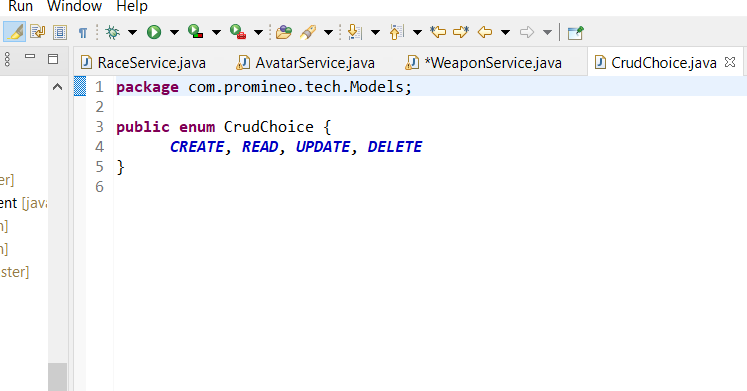 Run Window Help
RaceService.java AvatarService.java *WeaponService.java CrudChoice.java
1 package com.promineo.tech.Models;
2
3 public enum CrudChoice {
4 CREATE, READ, UPDATE, DELETE
5 }
6
er]
ent [java
n]
n]
ster]